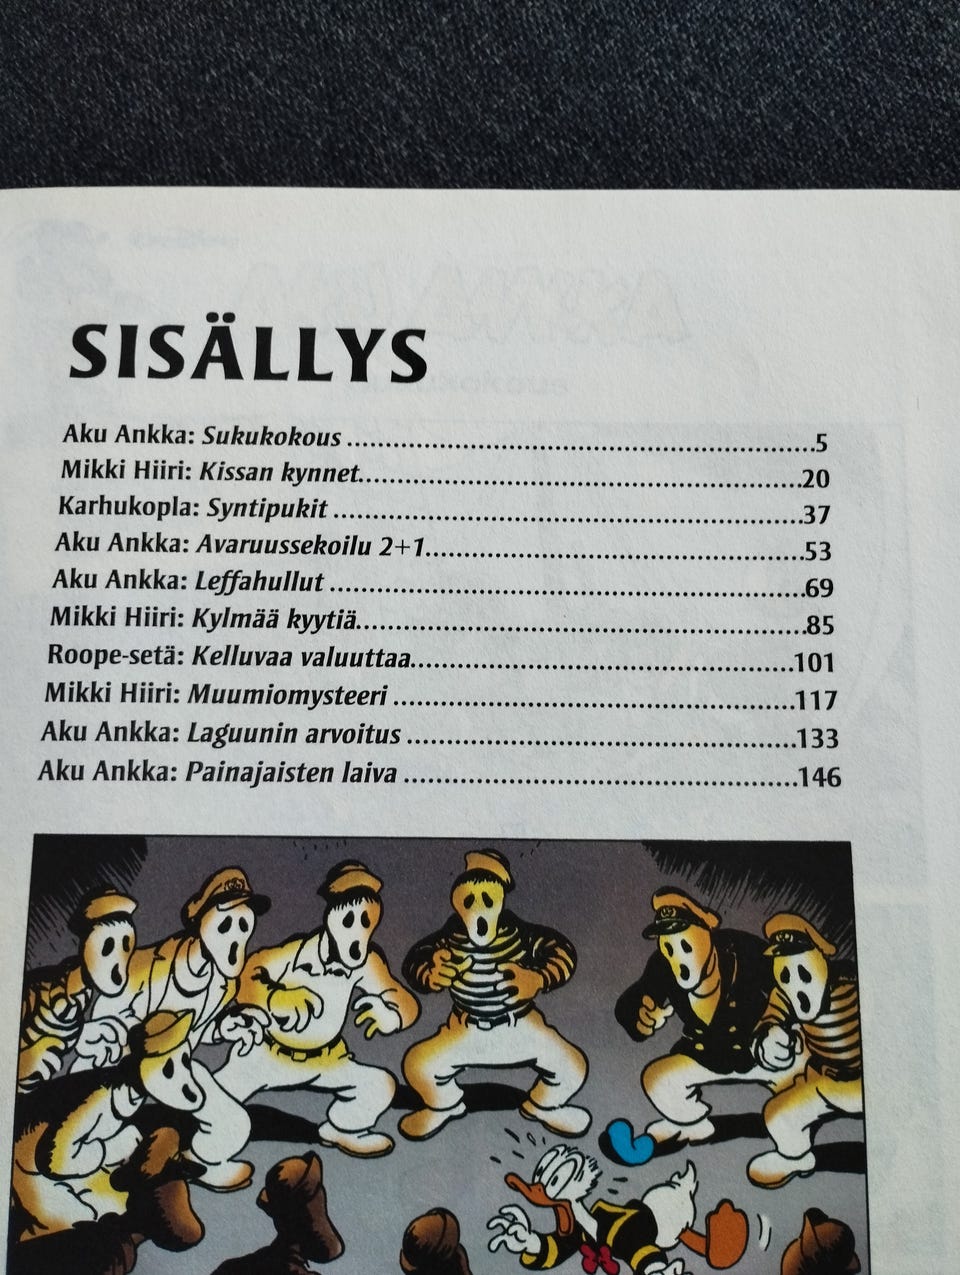 SISÄLLYS
Aku Ankka: Sukukokous ........................................................5
Mikki Hiiri: Kissan kynnet.....................................................20
Karhukopla: Syntipukit .........................................................37
Aku Ankka: Avaruussekoilu 2+1..............................................53
Aku Ankka: Leffahullut .........................................................69
Mikki Hiiri: Kylmää kyytiä.....................................................85
Roope-setä: Kelluvaa valuuttaa..............................................101
Mikki Hiiri: Muumiomysteeri .................................................117
Aku Ankka: Laguunin arvoitus ...............................................133
Aku Ankka: Painajaisten laiva ................................................146